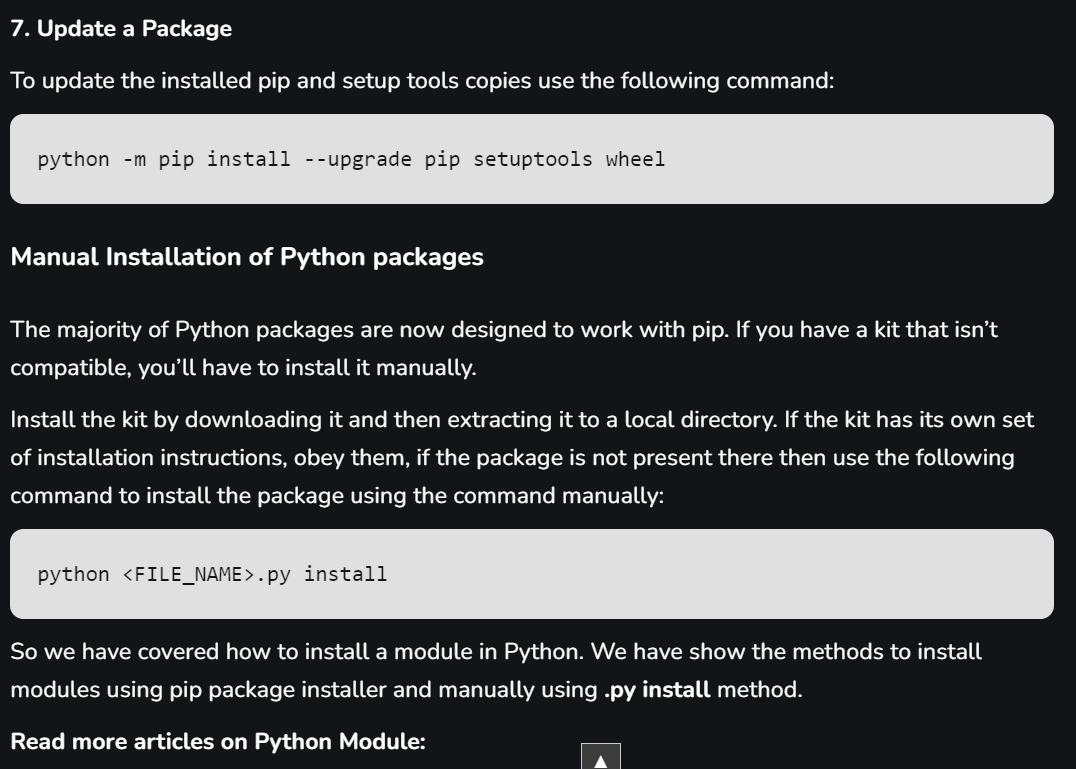 7. Update a Package
To update the installed pip and setup tools copies use the following command:
python -m pip install --upgrade pip setuptools wheel
Manual Installation of Python packages
The majority of Python packages are now designed to work with pip. If you have a kit that isn’t
compatible, you’ll have to install it manually.
Install the kit by downloading it and then extracting it to a local directory. If the kit has its own set
of installation instructions, obey them, if the package is not present there then use the following
command to install the package using the command manually:
python <FILE_NAME>.py install
So we have covered how to install a module in Python. We have show the methods to install
modules using pip package installer and manually using .py install method.
Read more articles on Python Module: